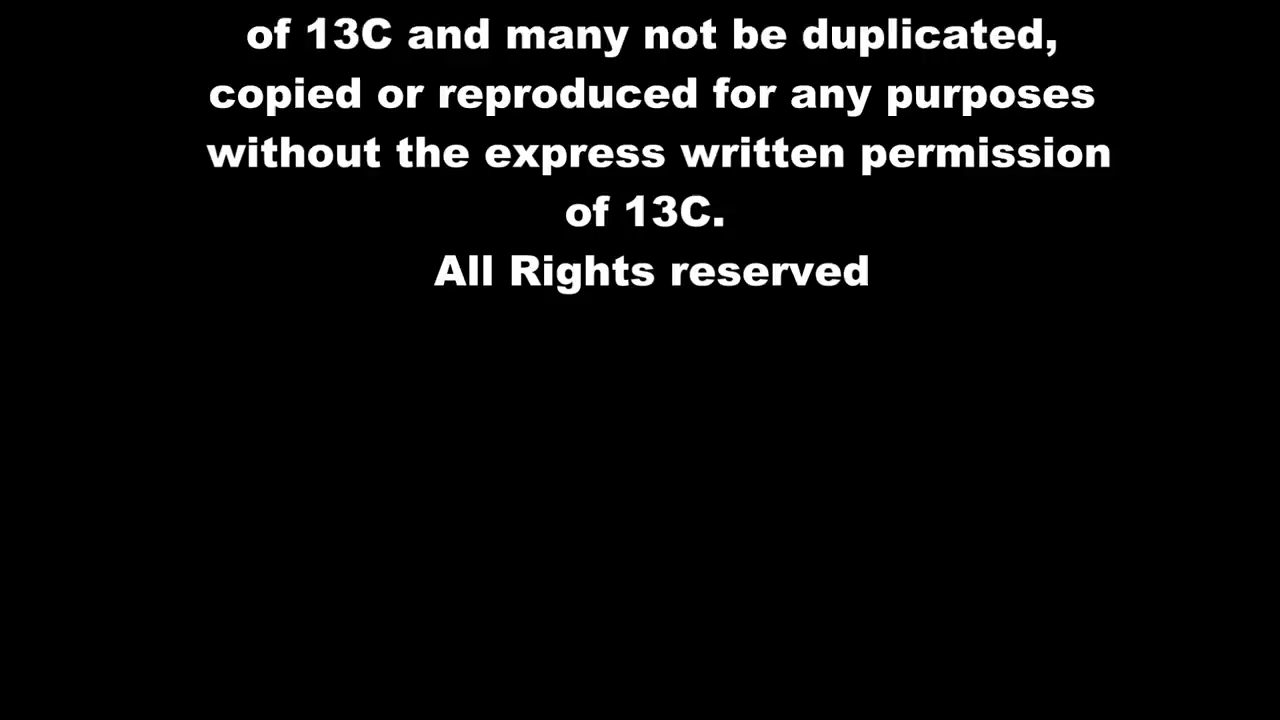 of 13C and many not be duplicated,
copied or reproduced for any purposes
without the express written permission
of 13C.
All Rights reserved